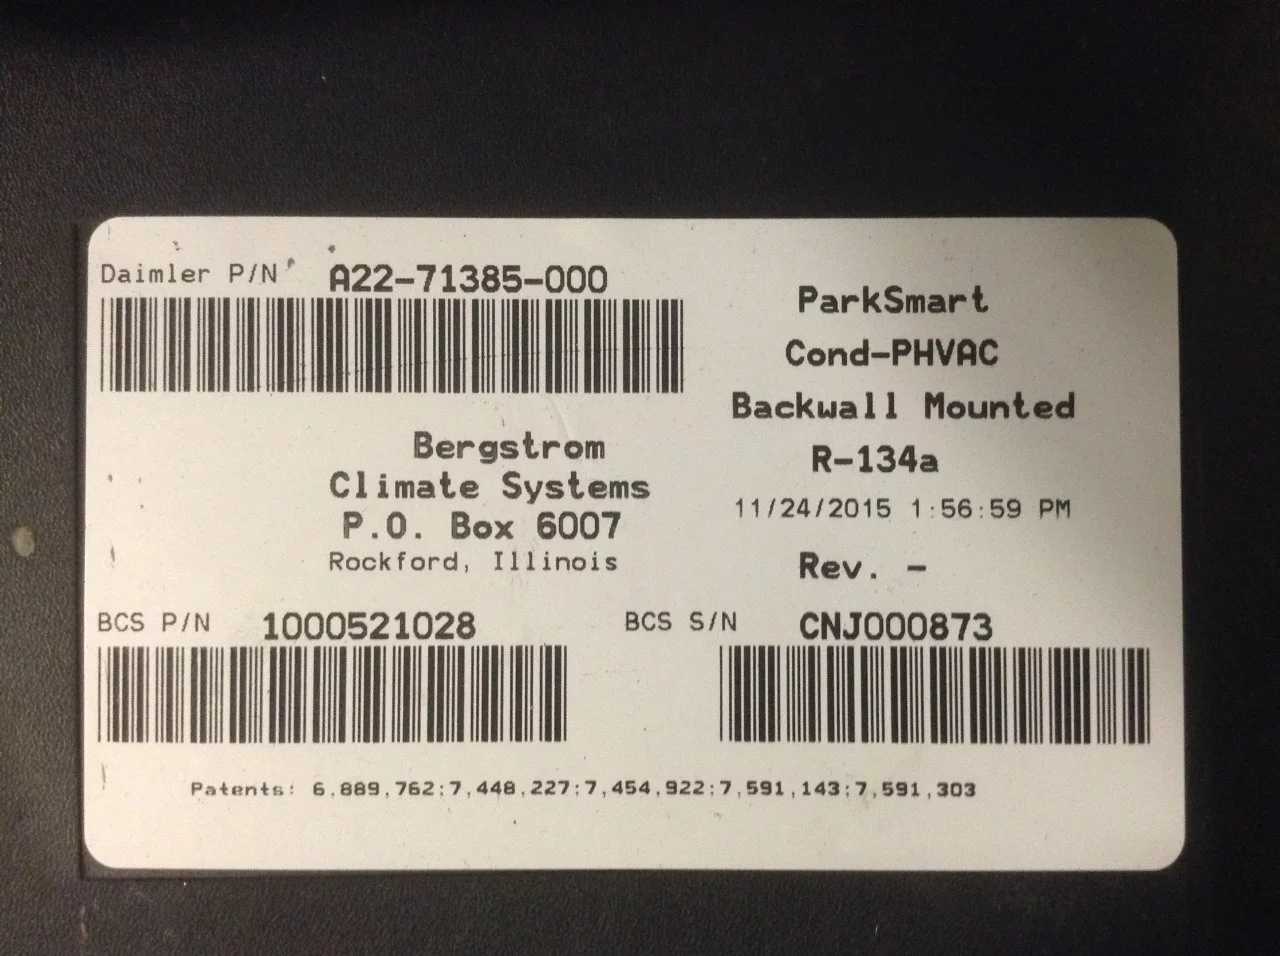 Daimler P/N A22-71385-000
Bergstrom
Climate Systems
P.O. Box 6007
Rockford, Illinois
ParkSmart
Cond-PHVAC
Backwall Mounted
R-134a
11/24/2015 1:56:59 PM
Rev. -
BCS P/N 1000521028
BCS S/N CNJ000873
Patents: 6,889,762;7,448,227;7,454,922;7,591,143;7,591,303